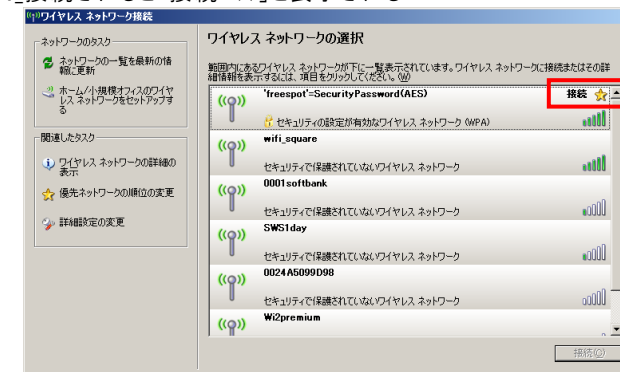 ワイヤレス ネットワーク接続
ネットワークのタスク
ネットワークの一覧を最新の情
報に更新
ホーム/小規模オフィスのワイヤ
レス ネットワークをセットアップす
る
関連したタスク
ワイヤレス ネットワークの詳細の
表示
優先ネットワークの順位の変更
詳細設定の変更
ワイヤレス ネットワークの選択
範囲内にあるワイヤレス ネットワークが下に一覧表示されています。ワイヤレス ネットワークに接続またはその詳
細情報を表示するには、項目をクリックしてください。(W)
'freespot'=SecurityPassword(AES)
接続
セキュリティの設定が有効なワイヤレス ネットワーク (WPA)
wifi_square
セキュリティで保護されていないワイヤレス ネットワーク
0001softbank
セキュリティで保護されていないワイヤレス ネットワーク
SWS1day
セキュリティで保護されていないワイヤレス ネットワーク
0024A5099D98
セキュリティで保護されていないワイヤレス ネットワーク
Wi2premium
接続(C)